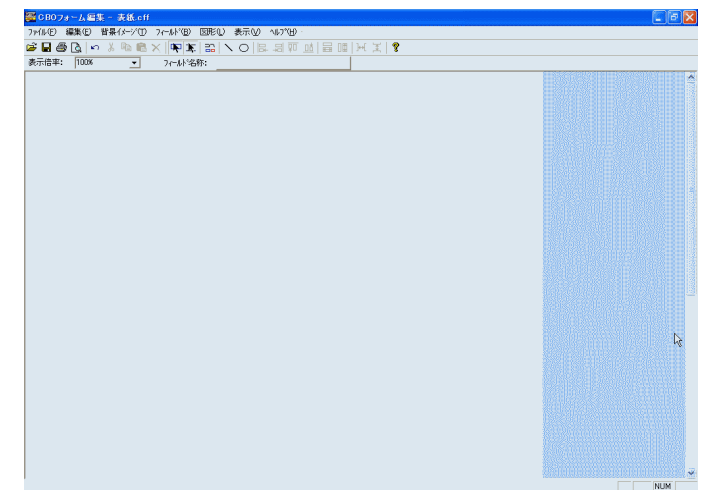 CBOフォーム編集 - 表紙.cff
ファイル(F) 編集(E) 背景イメージ(T) フィールド(B) 図形(L) 表示(V) ヘルプ(H)
表示倍率: 100% フィールド名称:
NUM